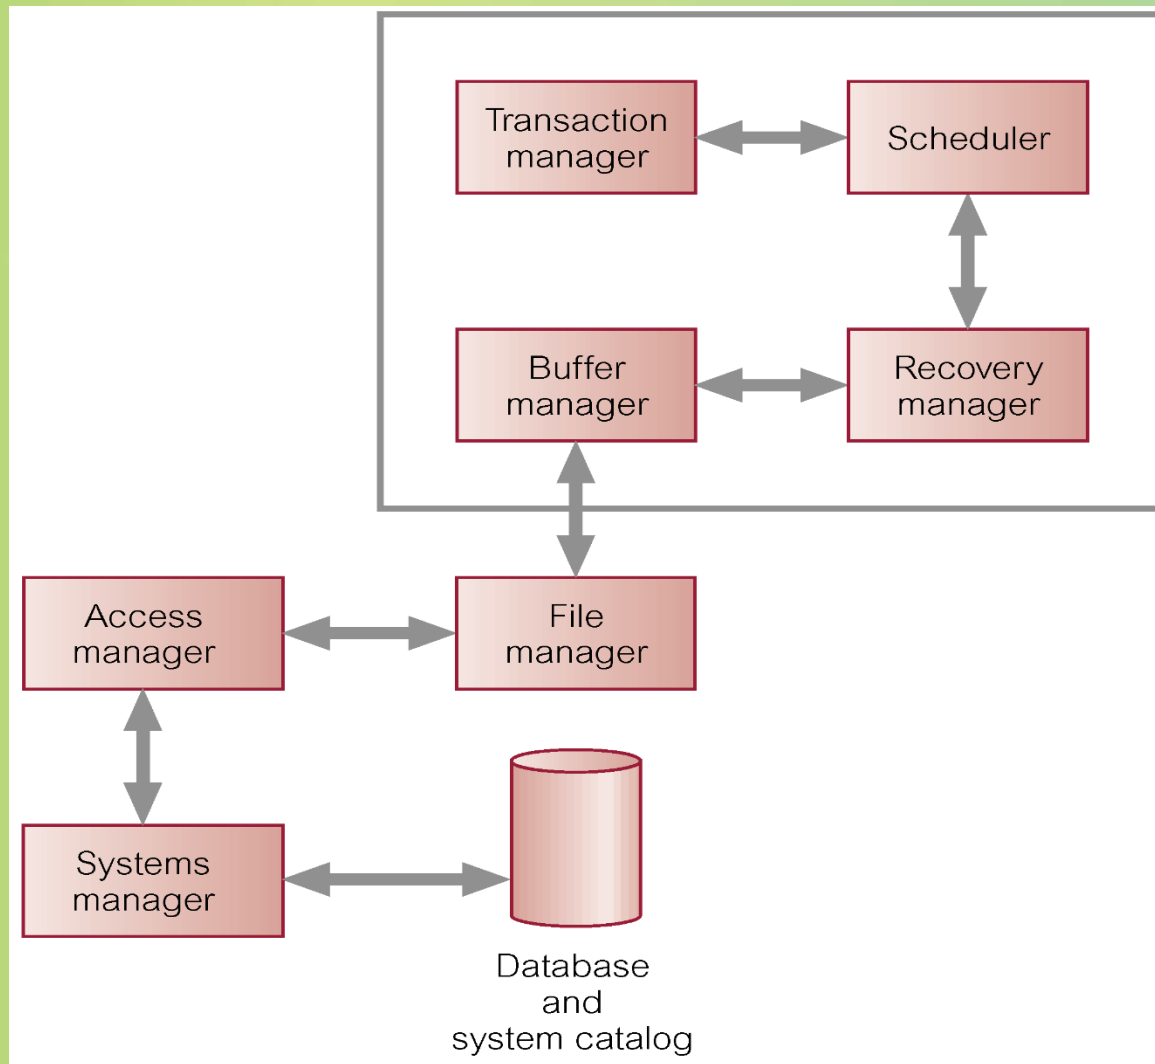 Transaction
manager
Scheduler
Buffer
manager
Recovery
manager
Access
manager
File
manager
Systems
manager
Database
and
system catalog